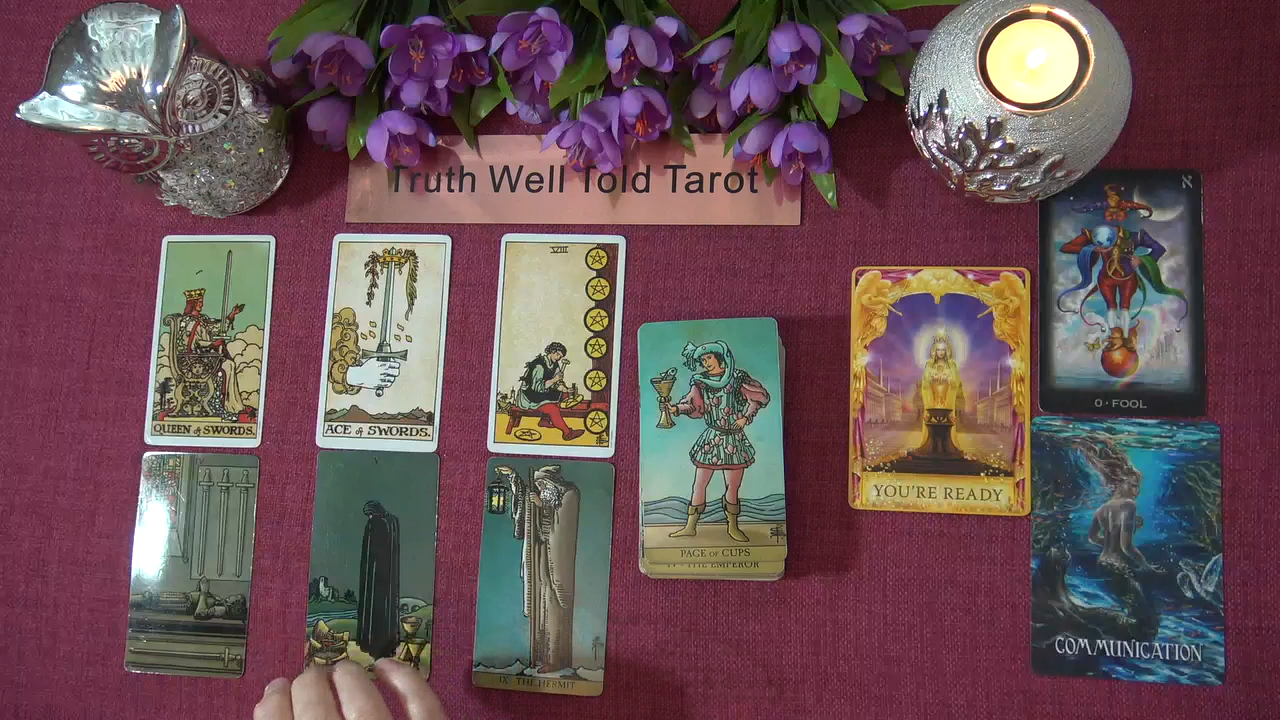 Truth Well Told Tarot
QUEEN of SWORDS.
ACE of SWORDS.
VIII
IX · THE HERMIT
PAGE OF CUPS
IV · THE EMPEROR
YOU'RE READY
א
0 · FOOL
COMMUNICATION